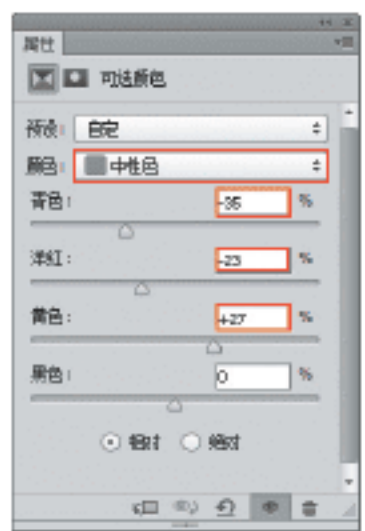 属性
可选颜色
预设： 自定
颜色： 中性色
青色： -35 %
洋红： -23 %
黄色： +27 %
黑色： 0 %
相对 绝对